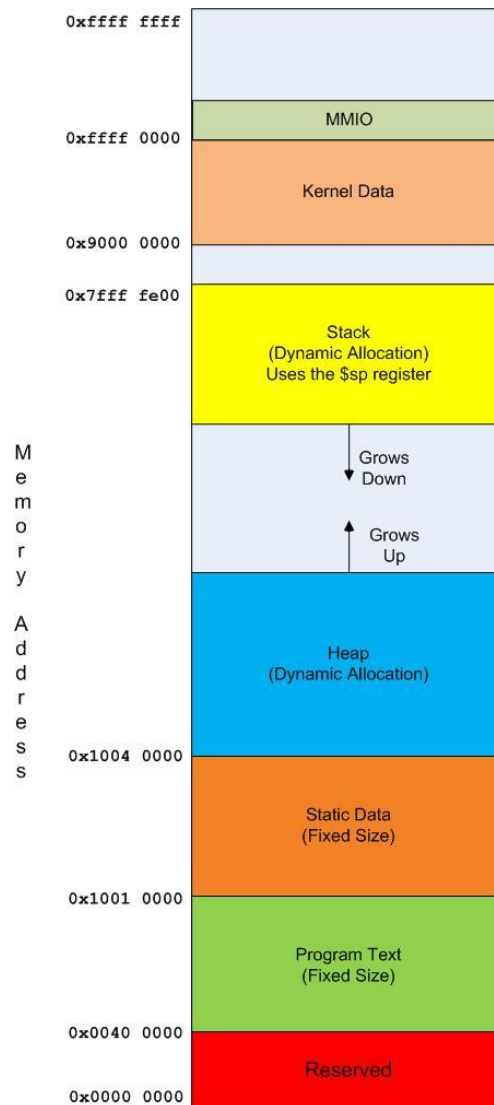 0xffff ffff
MMIO
0xffff 0000
Kernel Data
0x9000 0000
0x7fff fe00
Stack
(Dynamic Allocation)
Uses the $sp register
Grows
Down
Grows
Up
Memory Address
Heap
(Dynamic Allocation)
0x1004 0000
Static Data
(Fixed Size)
0x1001 0000
Program Text
(Fixed Size)
0x0040 0000
Reserved
0x0000 0000